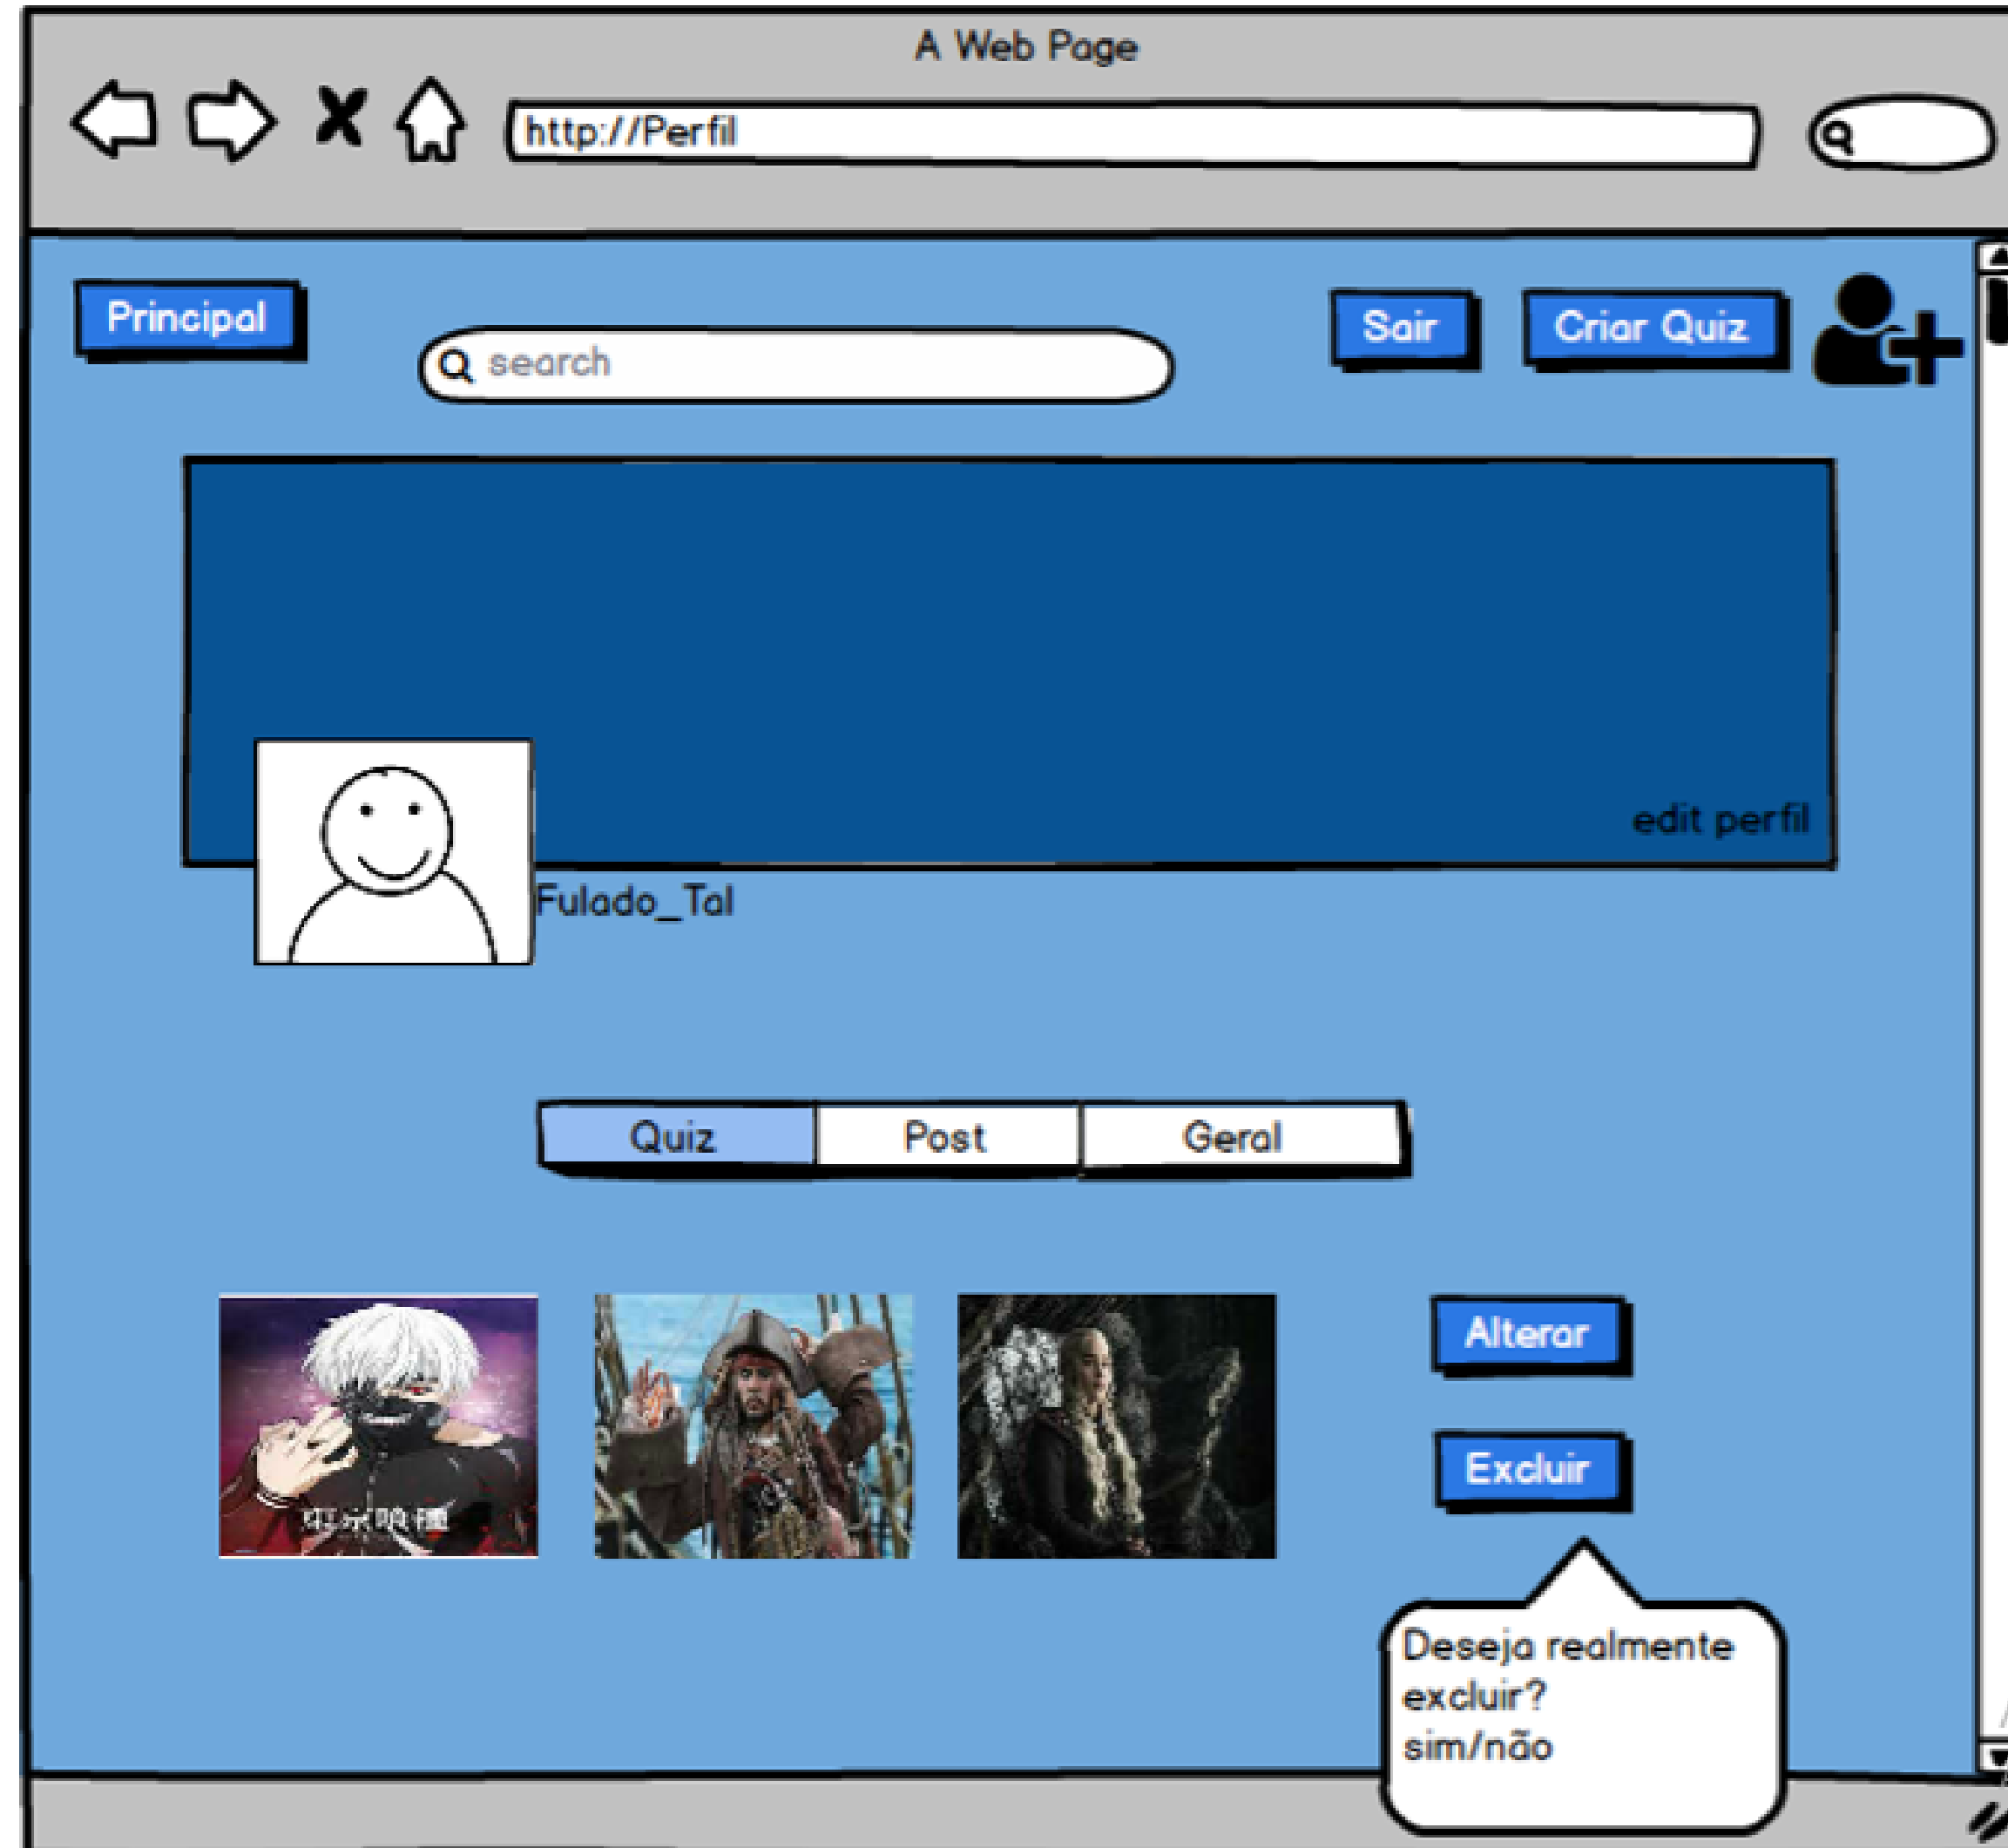 A Web Page
http://Perfil
Principal
search
Sair
Criar Quiz
edit perfil
Fulado_Tal
Quiz
Post
Geral
Alterar
Excluir
Deseja realmente
excluir?
sim/não